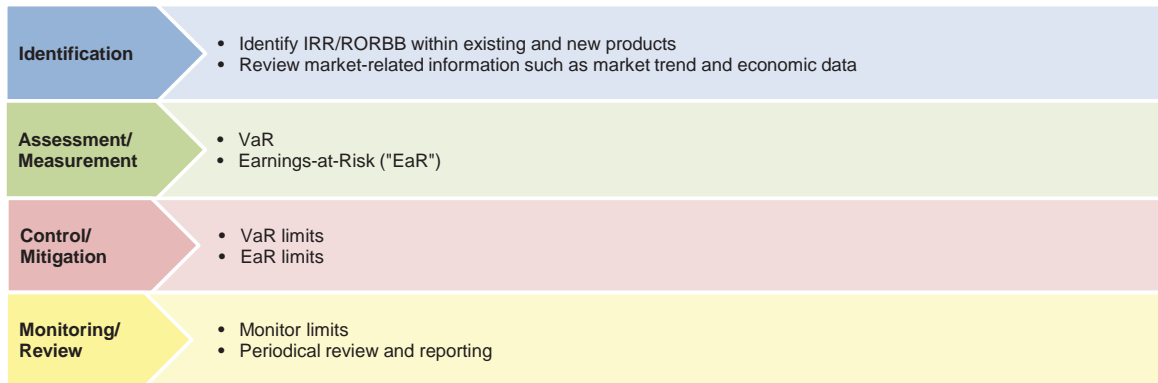 Identification
• Identify IRR/RORBB within existing and new products
• Review market-related information such as market trend and economic data
Assessment/
Measurement
• VaR
• Earnings-at-Risk ("EaR")
Control/
Mitigation
• VaR limits
• EaR limits
Monitoring/
Review
• Monitor limits
• Periodical review and reporting